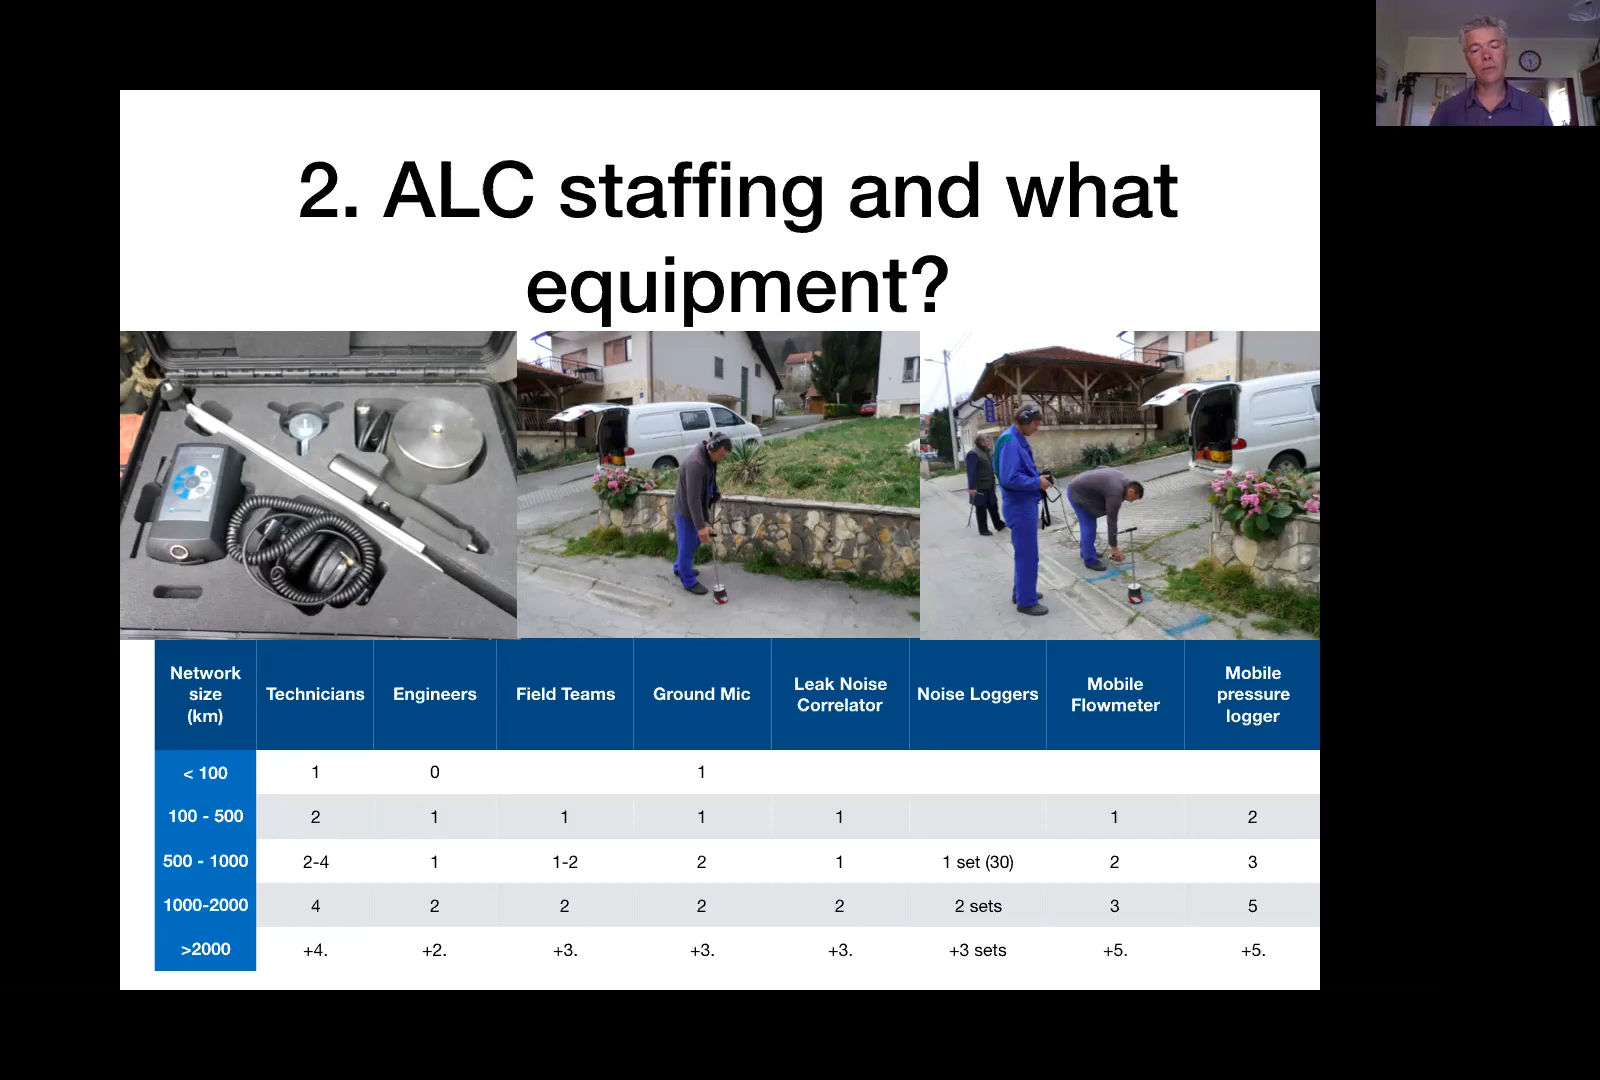 2. ALC staffing and what
equipment?
Network size (km) Technicians Engineers Field Teams Ground Mic Leak Noise Correlator Noise Loggers Mobile Flowmeter Mobile pressure logger
< 100 1 0 1
100 - 500 2 1 1 1 1 1 2
500 - 1000 2-4 1 1-2 2 1 1 set (30) 2 3
1000-2000 4 2 2 2 2 2 sets 3 5
>2000 +4. +2. +3. +3. +3. +3 sets +5. +5.